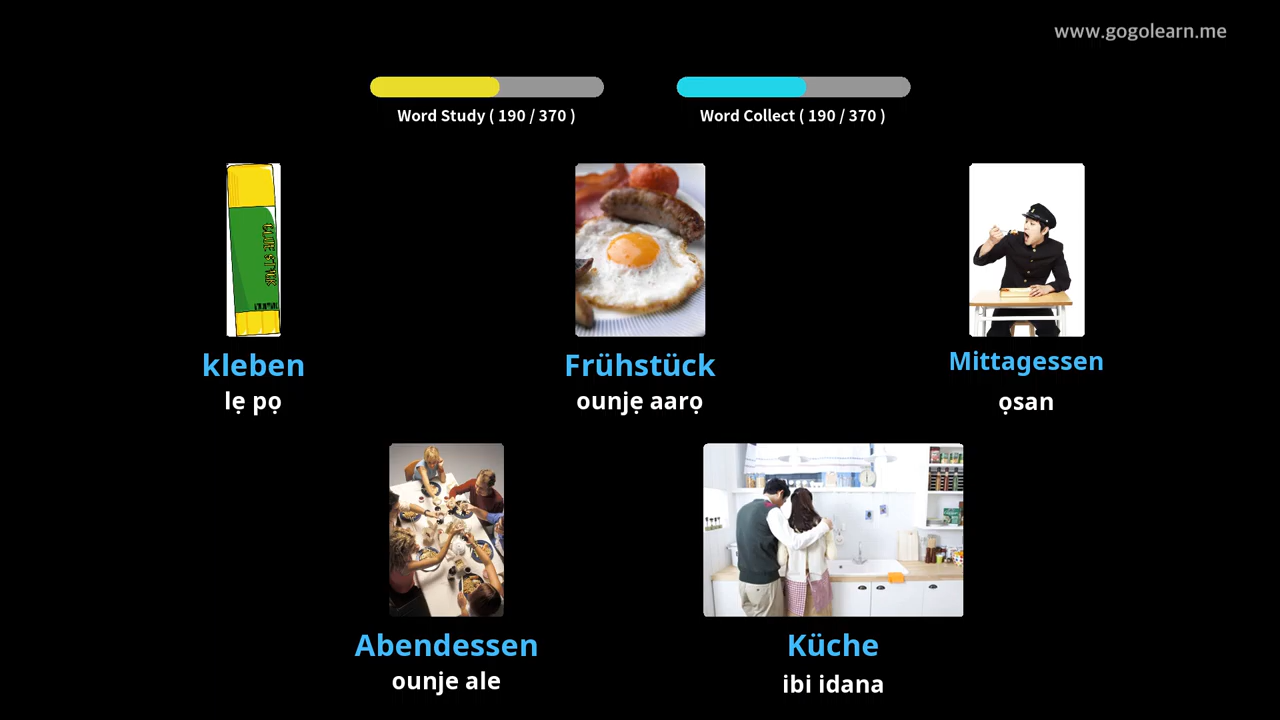 www.gogolearn.me
Word Study ( 190 / 370 )
Word Collect ( 190 / 370 )
kleben
lẹ pọ
Frühstück
ounjẹ aarọ
Mittagessen
ọsan
Abendessen
ounje ale
Küche
ibi idana